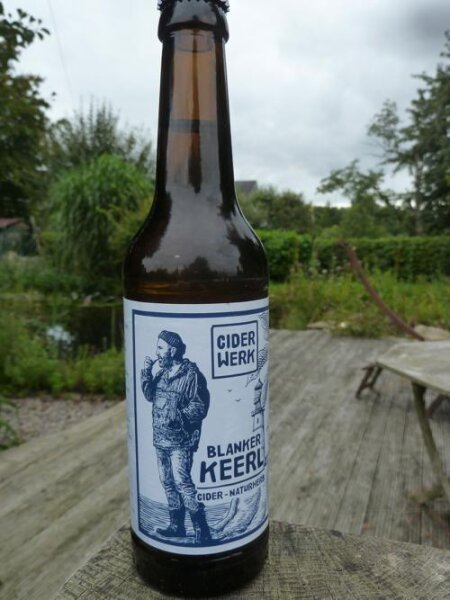 CIDER
WERK
BLANKER
KEERL
CIDER - NATURHERB